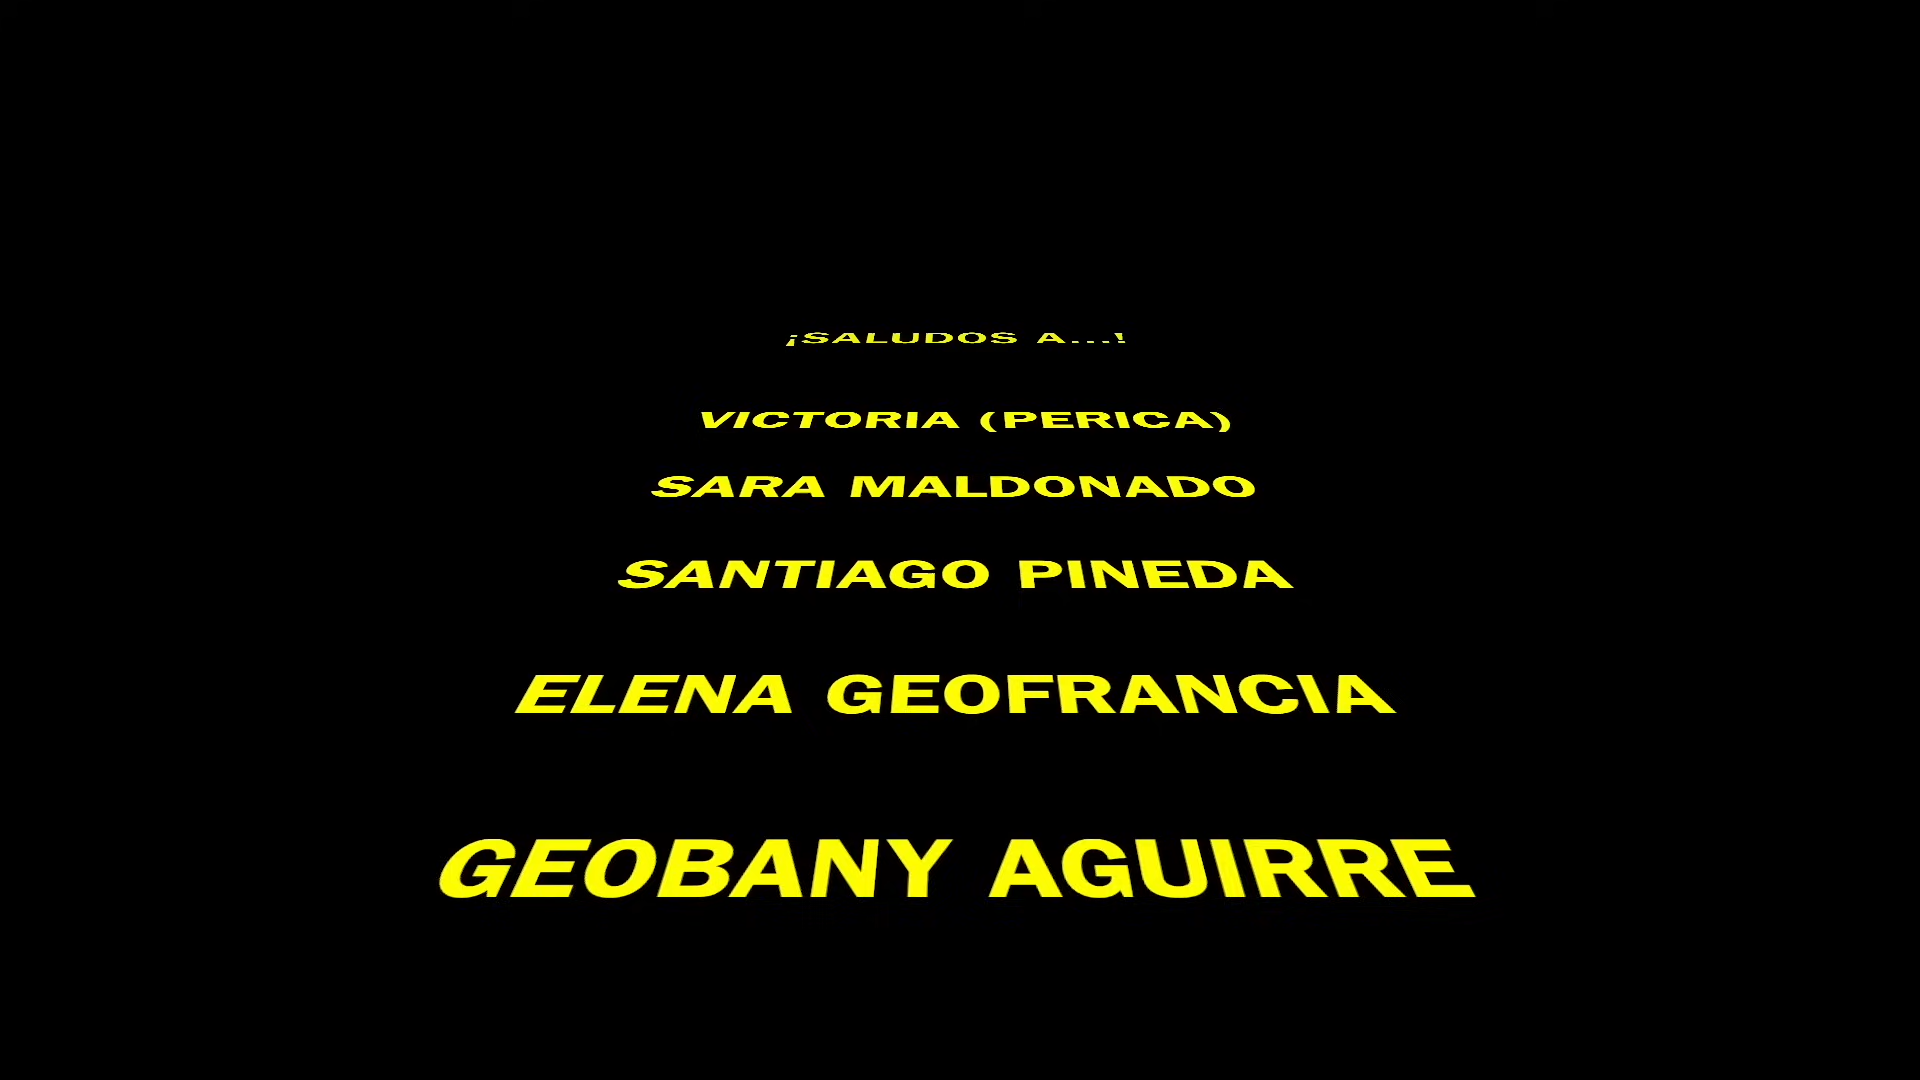 ¡SALUDOS A...!
VICTORIA (PERICA)
SARA MALDONADO
SANTIAGO PINEDA
ELENA GEOFRANCIA
GEOBANY AGUIRRE